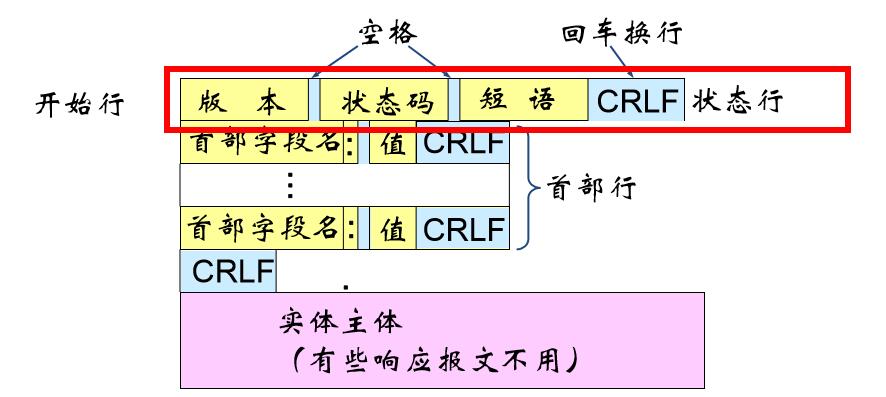 空格 回车换行
开始行 版 本 状态码 短 语 CRLF 状态行
首部字段名 : 值 CRLF
⋮ 首部行
首部字段名 : 值 CRLF
CRLF .
实体主体
（有些响应报文不用）